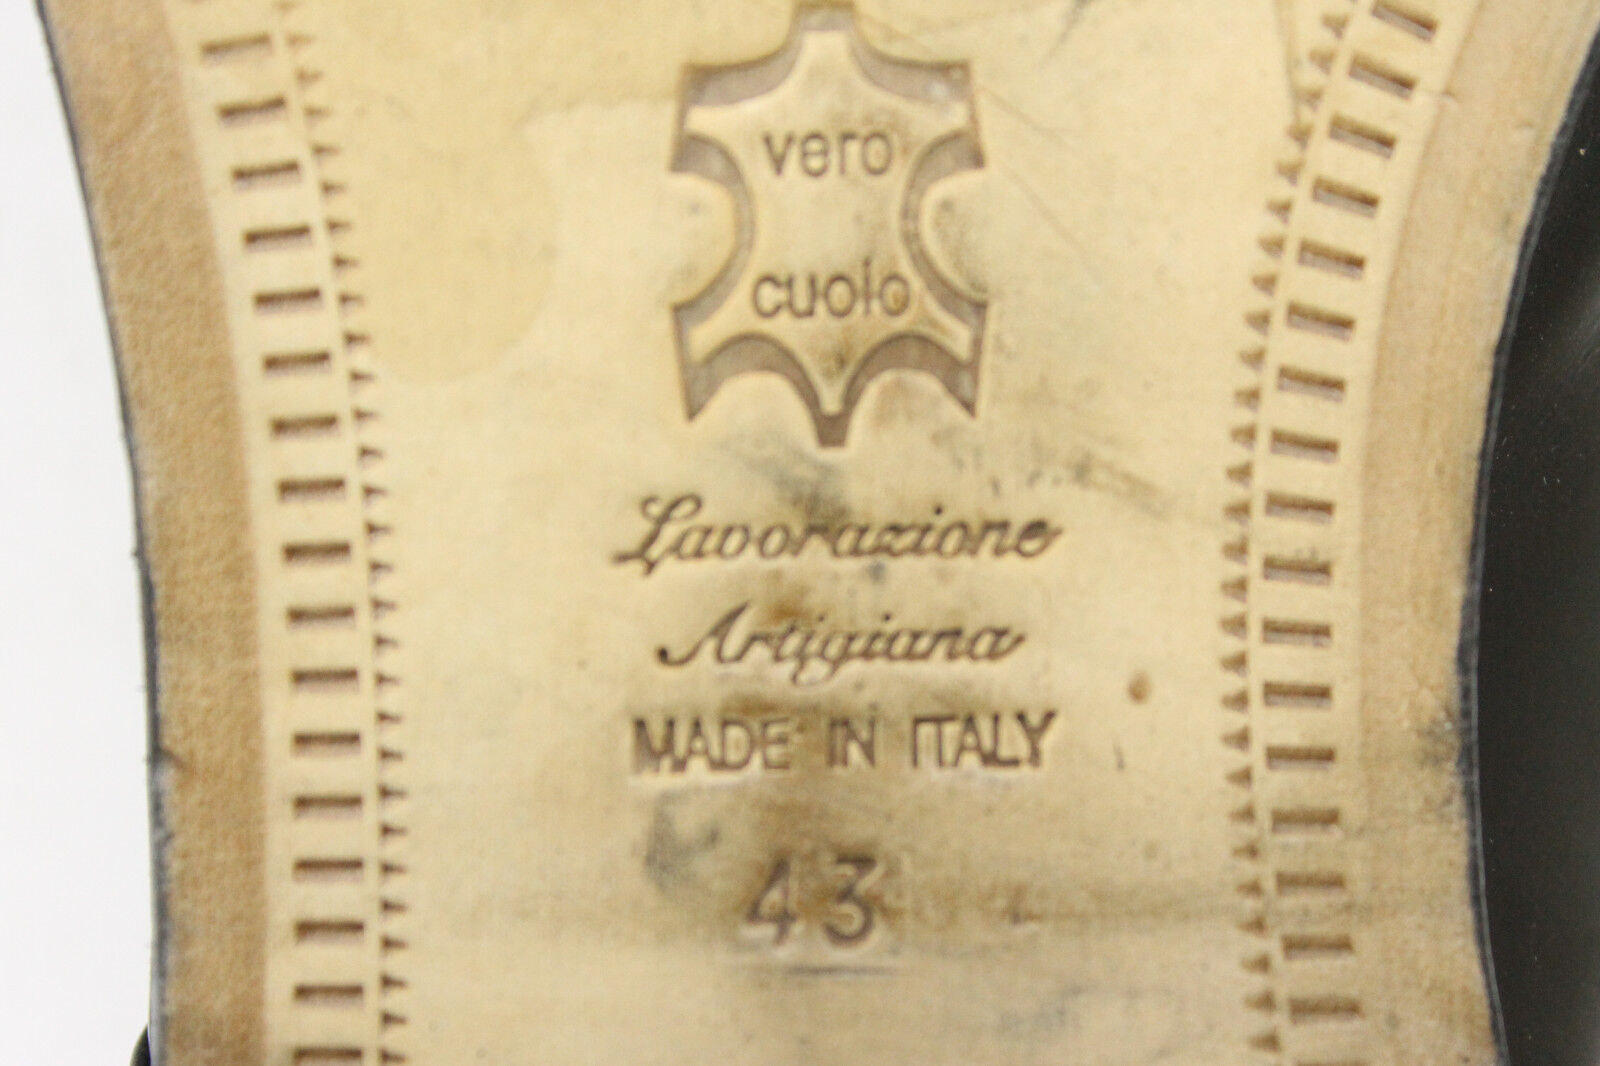 vero
cuoio
Lavorazione
Artigiana
MADE IN ITALY
43